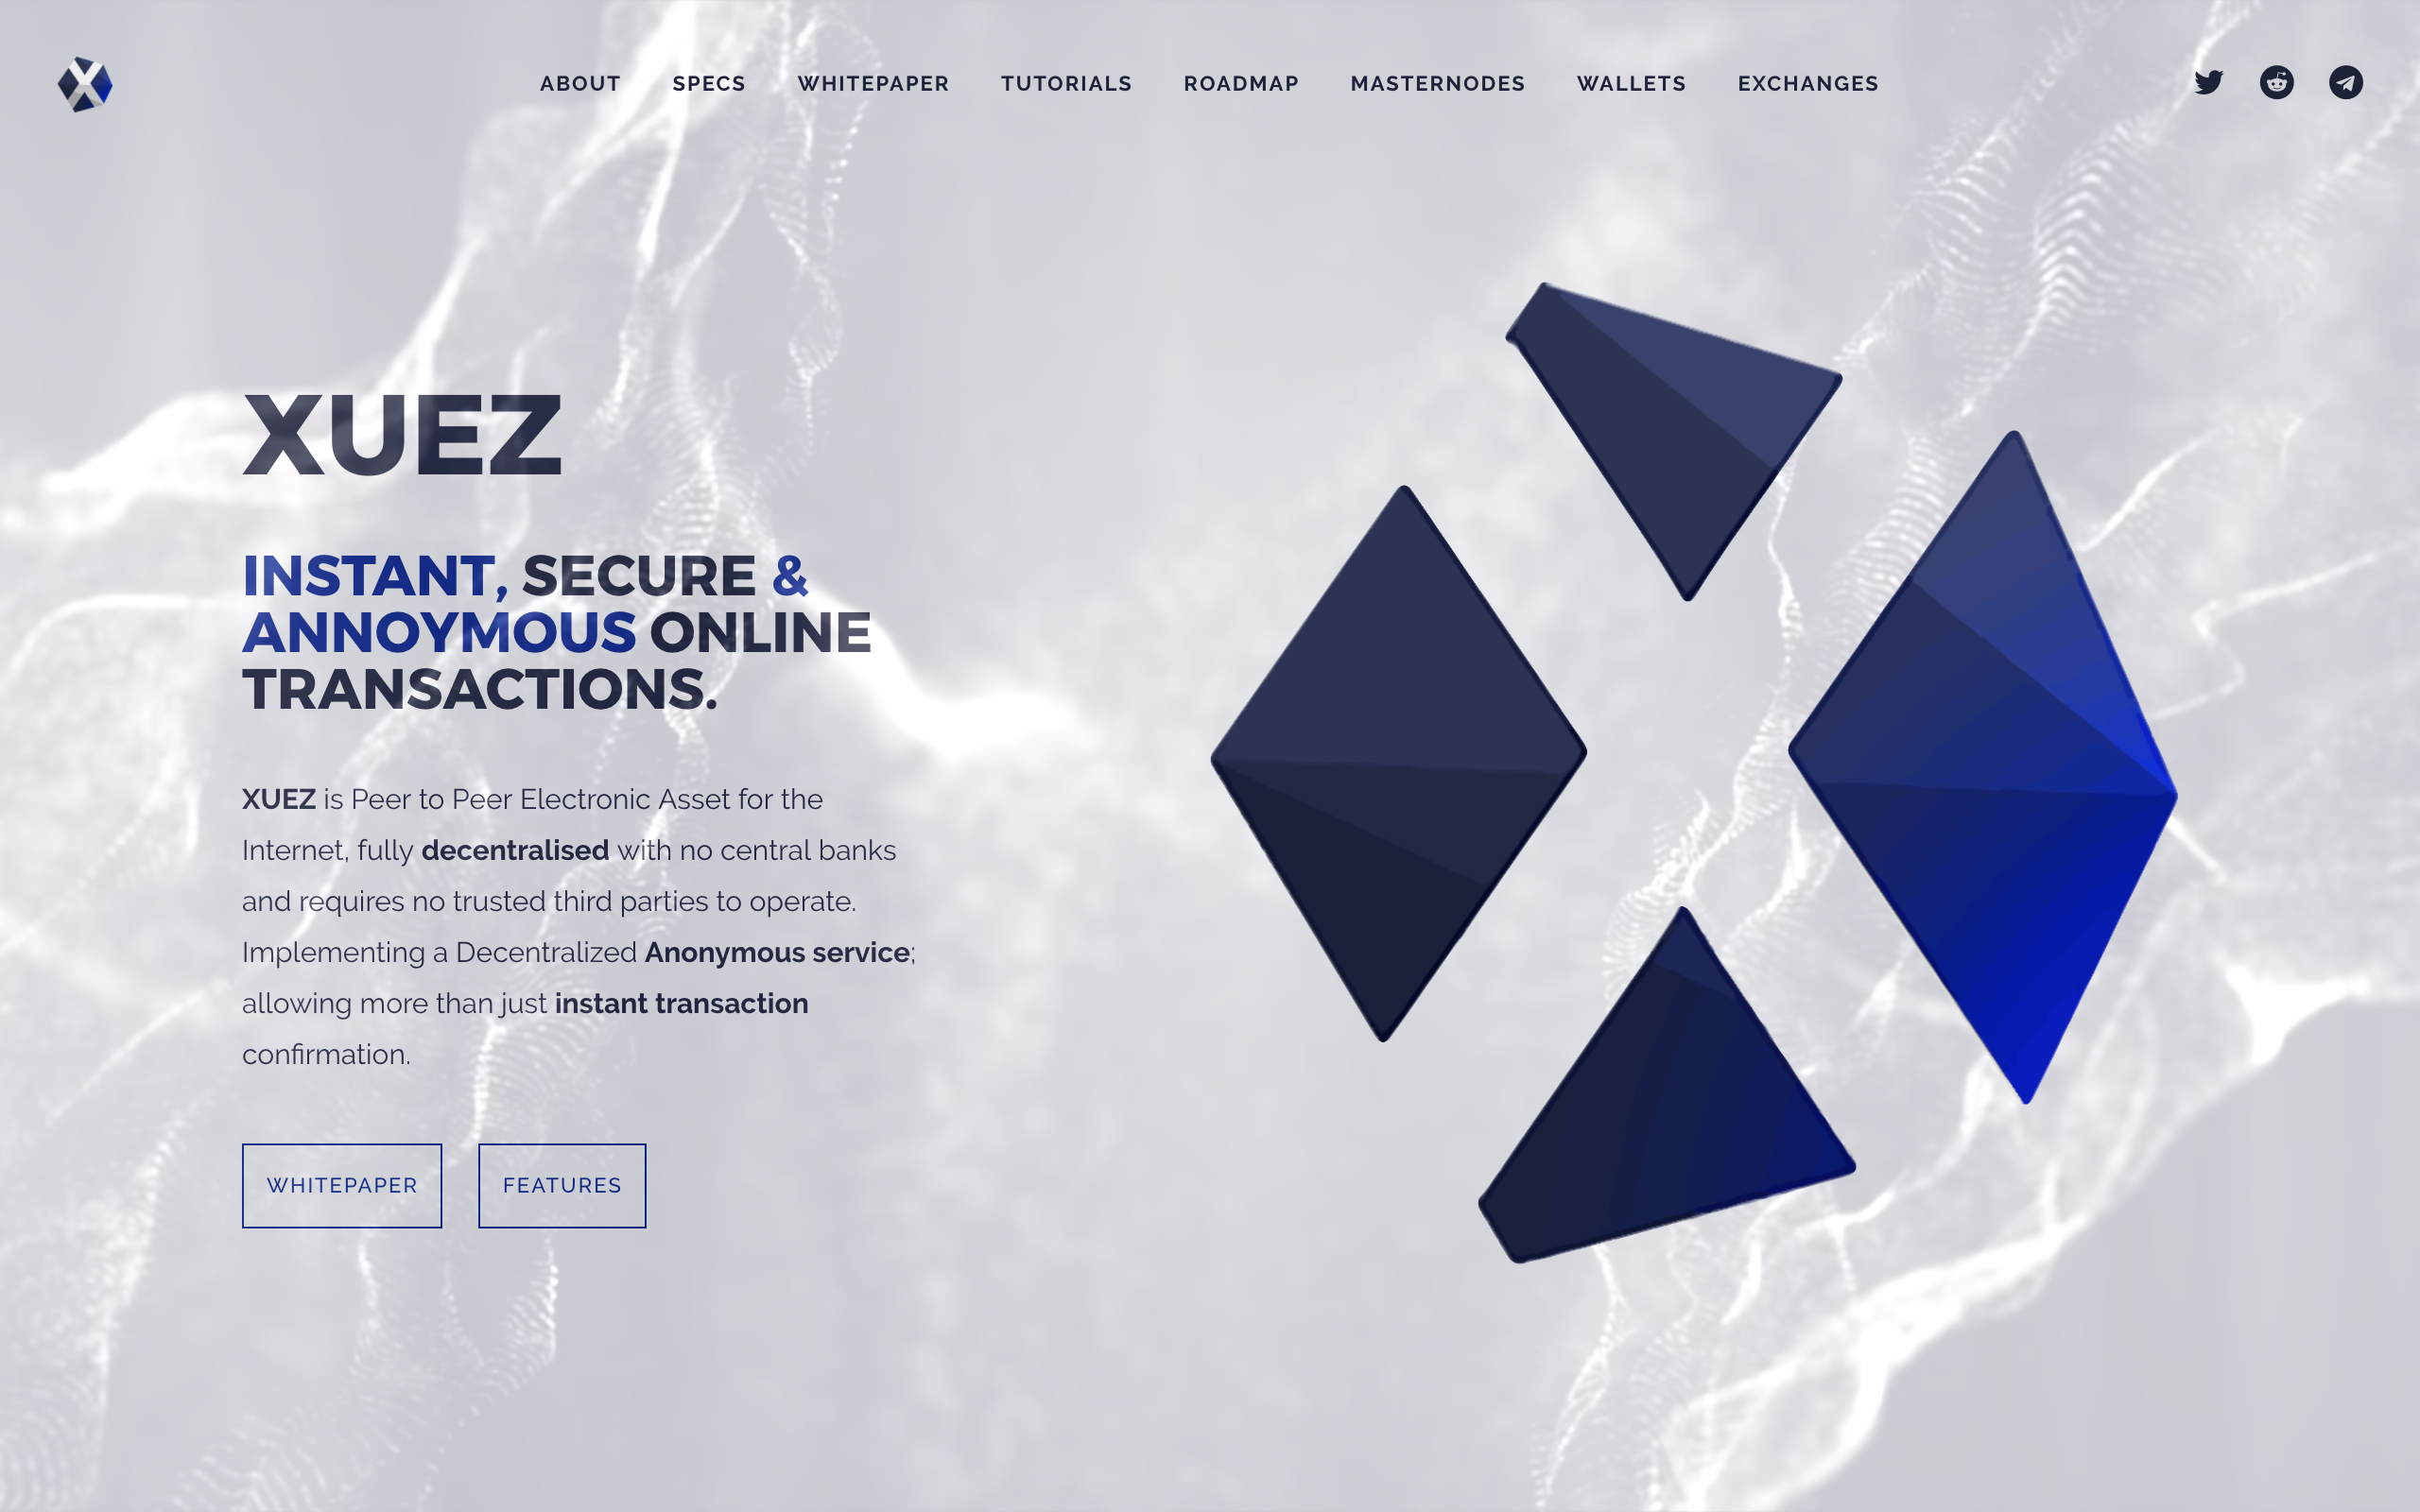 X
ABOUT SPECS WHITEPAPER TUTORIALS ROADMAP MASTERNODES WALLETS EXCHANGES
XUEZ
INSTANT, SECURE &
ANNOYMOUS ONLINE
TRANSACTIONS.
XUEZ is Peer to Peer Electronic Asset for the
Internet, fully decentralised with no central banks
and requires no trusted third parties to operate.
Implementing a Decentralized Anonymous service;
allowing more than just instant transaction
confirmation.
WHITEPAPER FEATURES